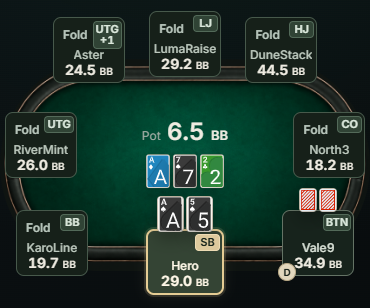 Fold UTG +1
Aster
24.5 BB
Fold LJ
LumaRaise
29.2 BB
Fold HJ
DuneStack
44.5 BB
Fold UTG
RiverMint
26.0 BB
Pot 6.5 BB
Fold CO
North3
18.2 BB
A 7 2
A 5
Fold BB
KaroLine
19.7 BB
SB
Hero
29.0 BB
BTN
Vale9
34.9 BB
D